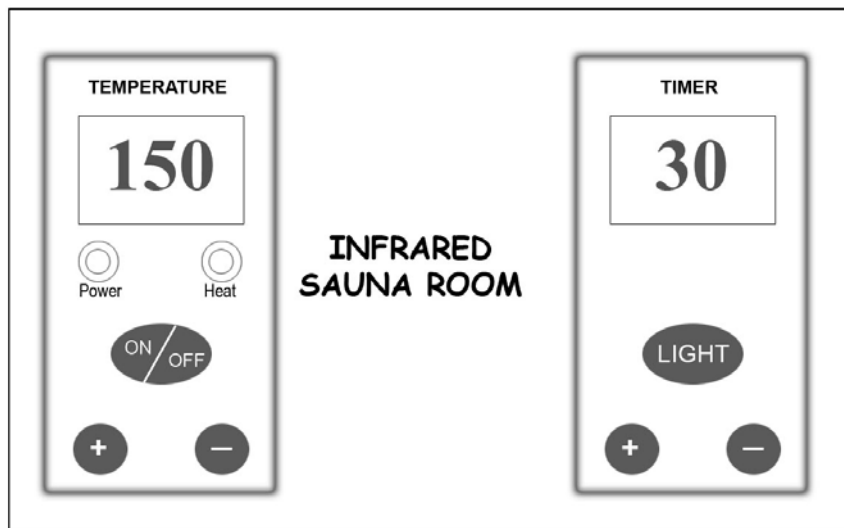 TEMPERATURE
150
Power
Heat
ON/OFF
+
–
INFRARED
SAUNA ROOM
TIMER
30
LIGHT
+
–